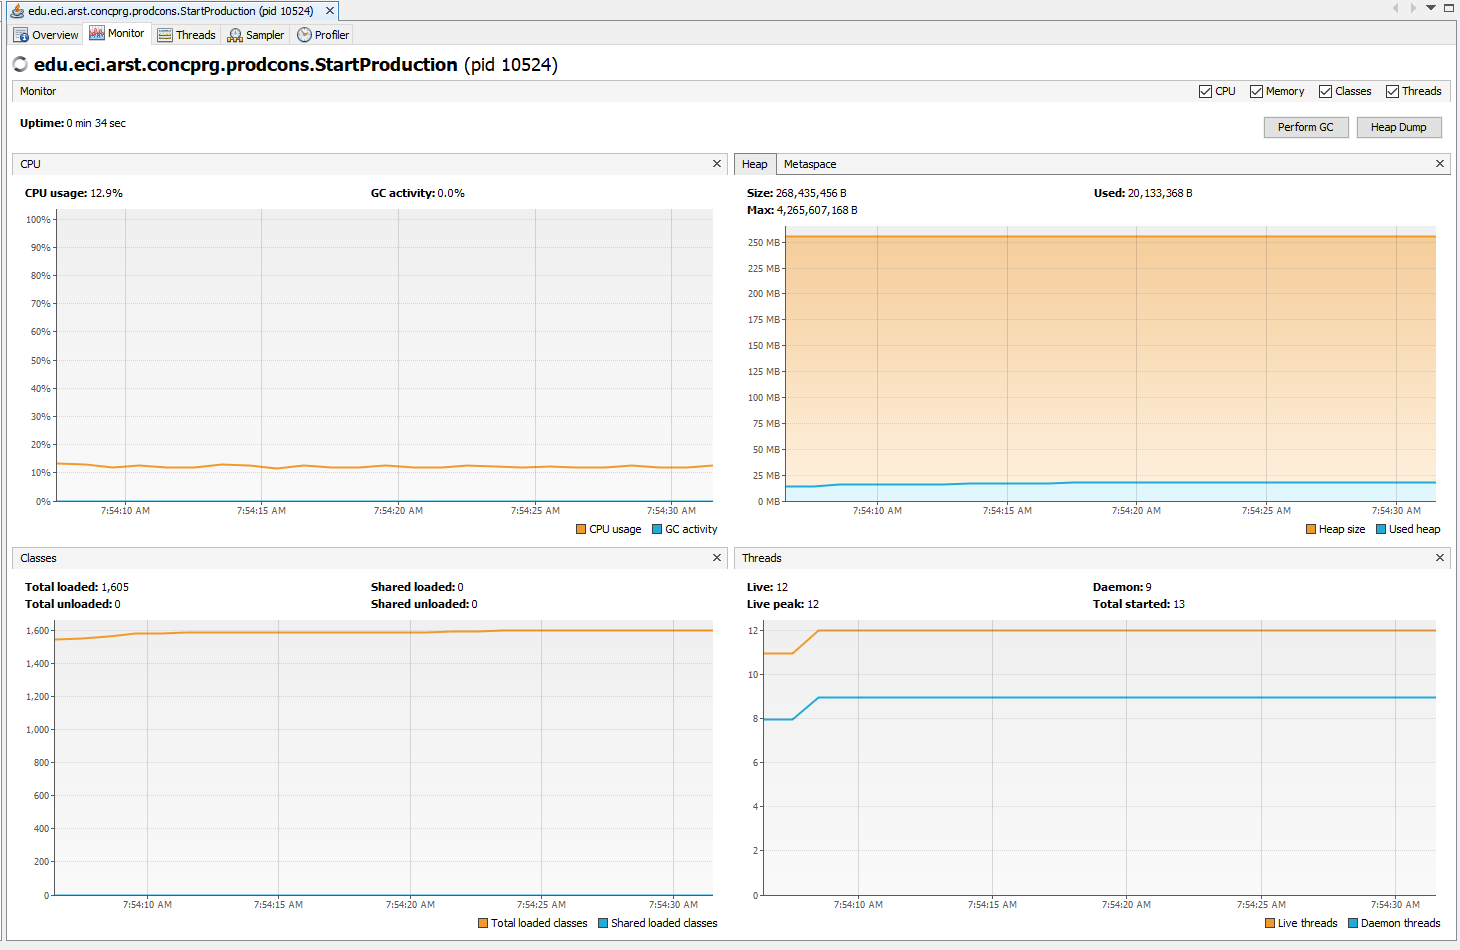 edu.eci.arst.concprg.prodcons.StartProduction (pid 10524)
Overview Monitor Threads Sampler Profiler
edu.eci.arst.concprg.prodcons.StartProduction (pid 10524)
Monitor CPU Memory Classes Threads
Uptime: 0 min 34 sec
Perform GC Heap Dump
CPU
CPU usage: 12.9% GC activity: 0.0%
100%
90%
80%
70%
60%
50%
40%
30%
20%
10%
0%
7:54:10 AM 7:54:15 AM 7:54:20 AM 7:54:25 AM 7:54:30 AM
CPU usage GC activity
Heap Metaspace
Size: 268,435,456 B Used: 20,133,368 B
Max: 4,265,607,168 B
250 MB
225 MB
200 MB
175 MB
150 MB
125 MB
100 MB
75 MB
50 MB
25 MB
0 MB
7:54:10 AM 7:54:15 AM 7:54:20 AM 7:54:25 AM 7:54:30 AM
Heap size Used heap
Classes
Total loaded: 1,605 Shared loaded: 0
Total unloaded: 0 Shared unloaded: 0
1,600
1,400
1,200
1,000
800
600
400
200
0
7:54:10 AM 7:54:15 AM 7:54:20 AM 7:54:25 AM 7:54:30 AM
Total loaded classes Shared loaded classes
Threads
Live: 12 Daemon: 9
Live peak: 12 Total started: 13
12
10
8
6
4
2
0
7:54:10 AM 7:54:15 AM 7:54:20 AM 7:54:25 AM 7:54:30 AM
Live threads Daemon threads